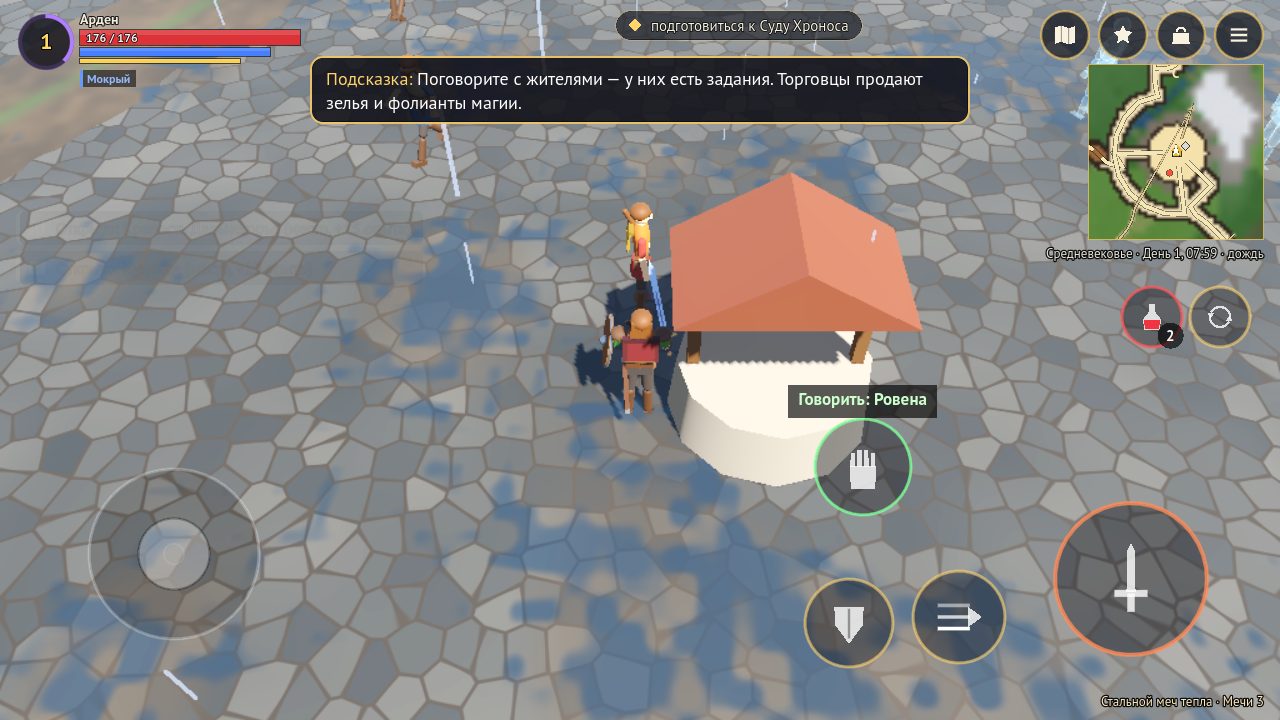 1
Арден
176 / 176
Мокрый
подготовиться к Суду Хроноса
Подсказка: Поговорите с жителями — у них есть задания. Торговцы продают
зелья и фолианты магии.
Средневековье · День 1, 07:59 · дождь
2
Говорить: Ровена
Стальной меч тепла · Мечи 3